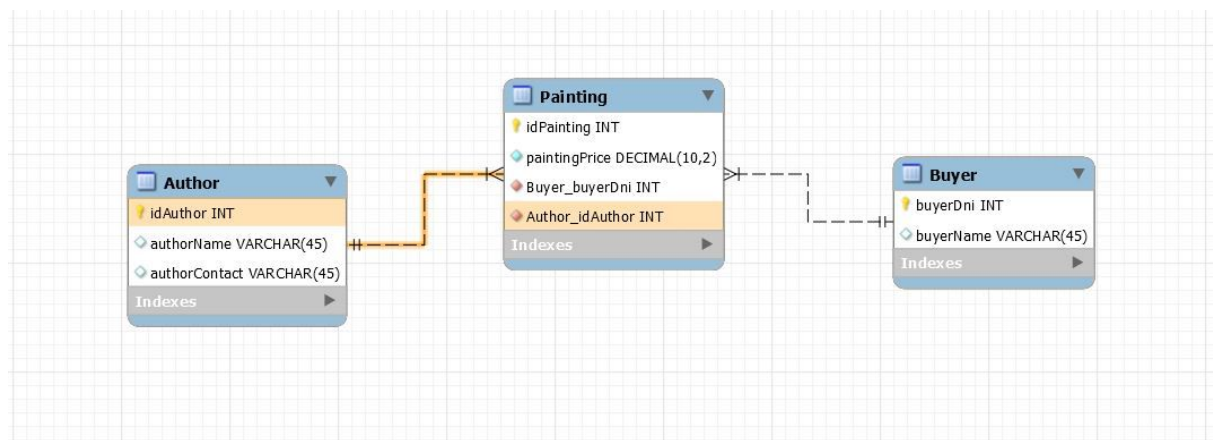 Author
idAuthor INT
authorName VARCHAR(45)
authorContact VARCHAR(45)
Indexes
Painting
idPainting INT
paintingPrice DECIMAL(10,2)
Buyer_buyerDni INT
Author_idAuthor INT
Indexes
Buyer
buyerDni INT
buyerName VARCHAR(45)
Indexes